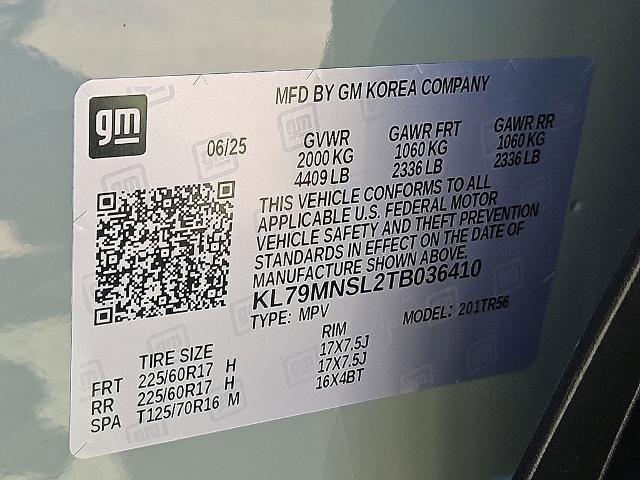 MFD BY GM KOREA COMPANY
gm
06/25
GVWR GAWR FRT GAWR RR
2000 KG 1060 KG 1060 KG
4409 LB 2336 LB 2336 LB
THIS VEHICLE CONFORMS TO ALL
APPLICABLE U.S. FEDERAL MOTOR
VEHICLE SAFETY AND THEFT PREVENTION
STANDARDS IN EFFECT ON THE DATE OF
MANUFACTURE SHOWN ABOVE.
KL79MNSL2TB036410
TYPE: MPV MODEL: 201TR56
TIRE SIZE RIM
FRT 225/60R17 H 17X7.5J
RR 225/60R17 H 17X7.5J
SPA T125/70R16 M 16X4BT